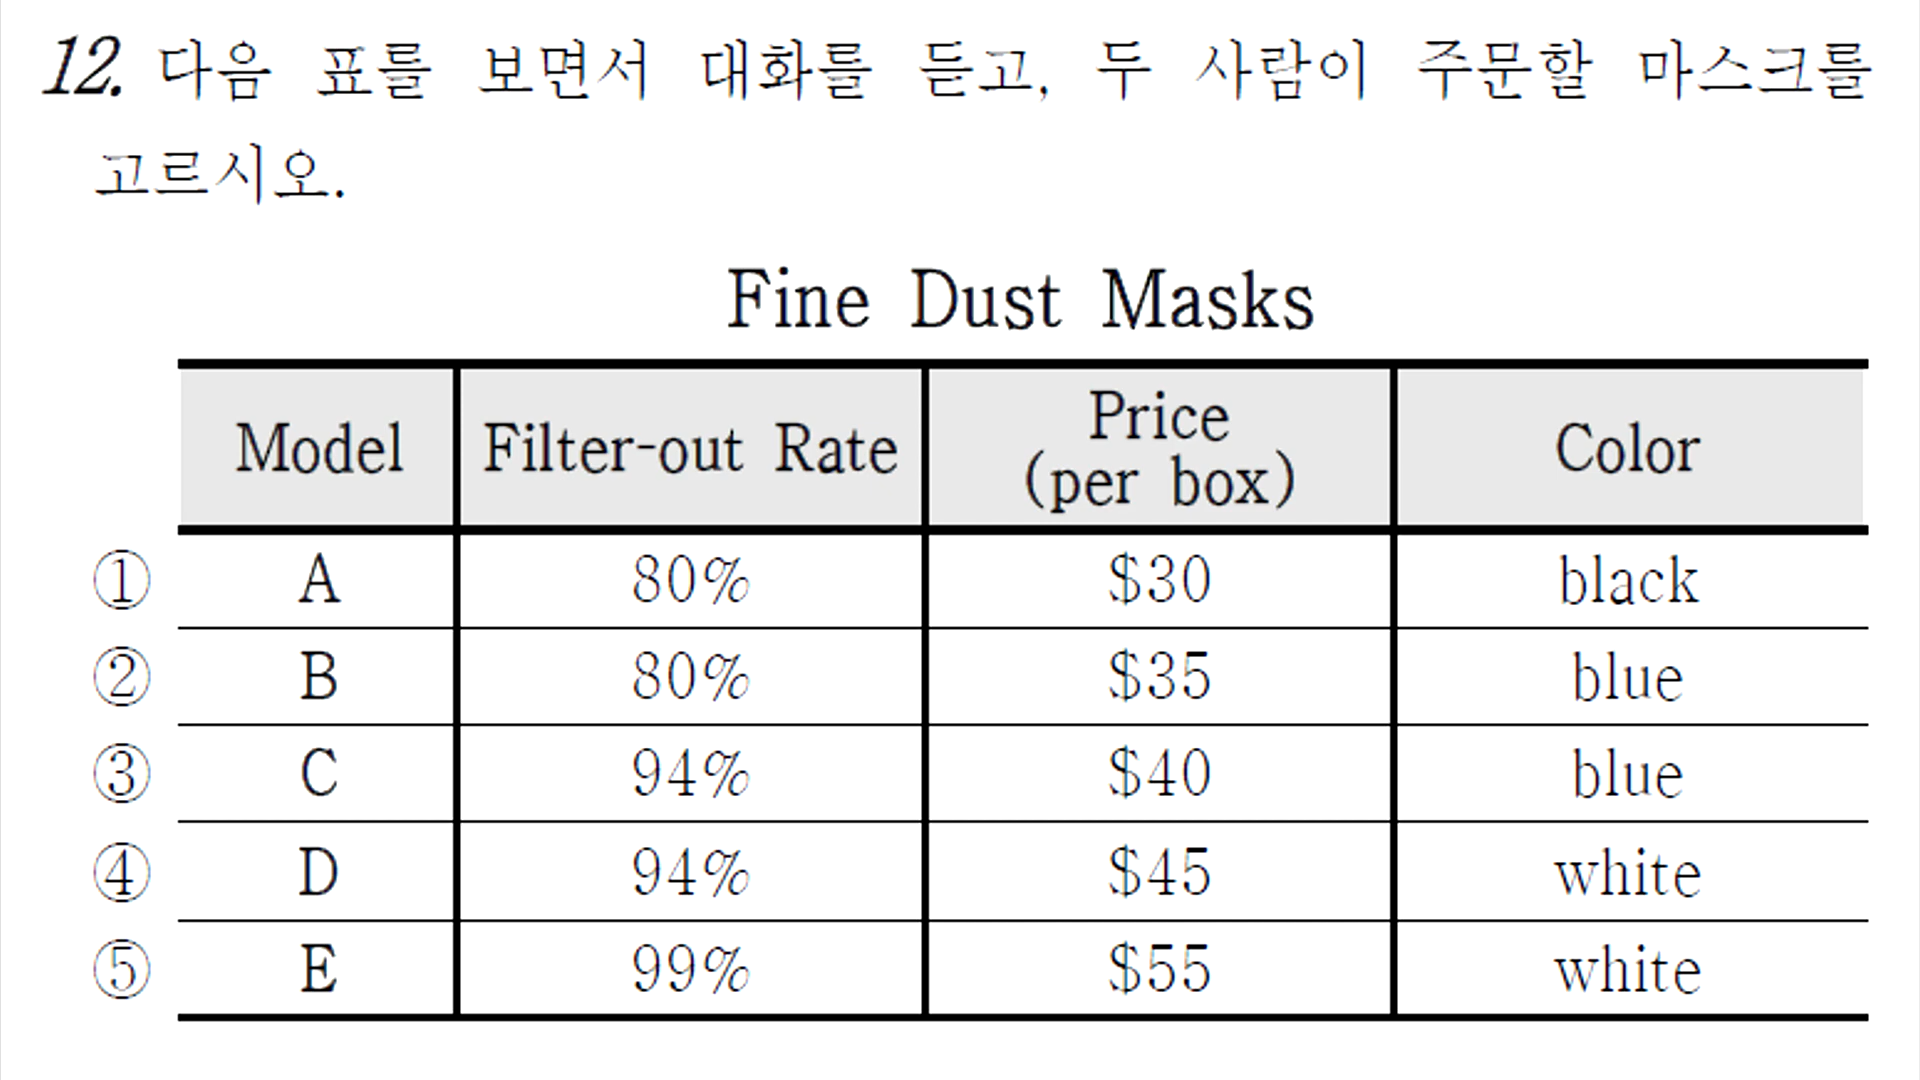 12. 다음 표를 보면서 대화를 듣고, 두 사람이 주문할 마스크를
고르시오.
Fine Dust Masks
Model Filter-out Rate Price (per box) Color
① A 80% $30 black
② B 80% $35 blue
③ C 94% $40 blue
④ D 94% $45 white
⑤ E 99% $55 white